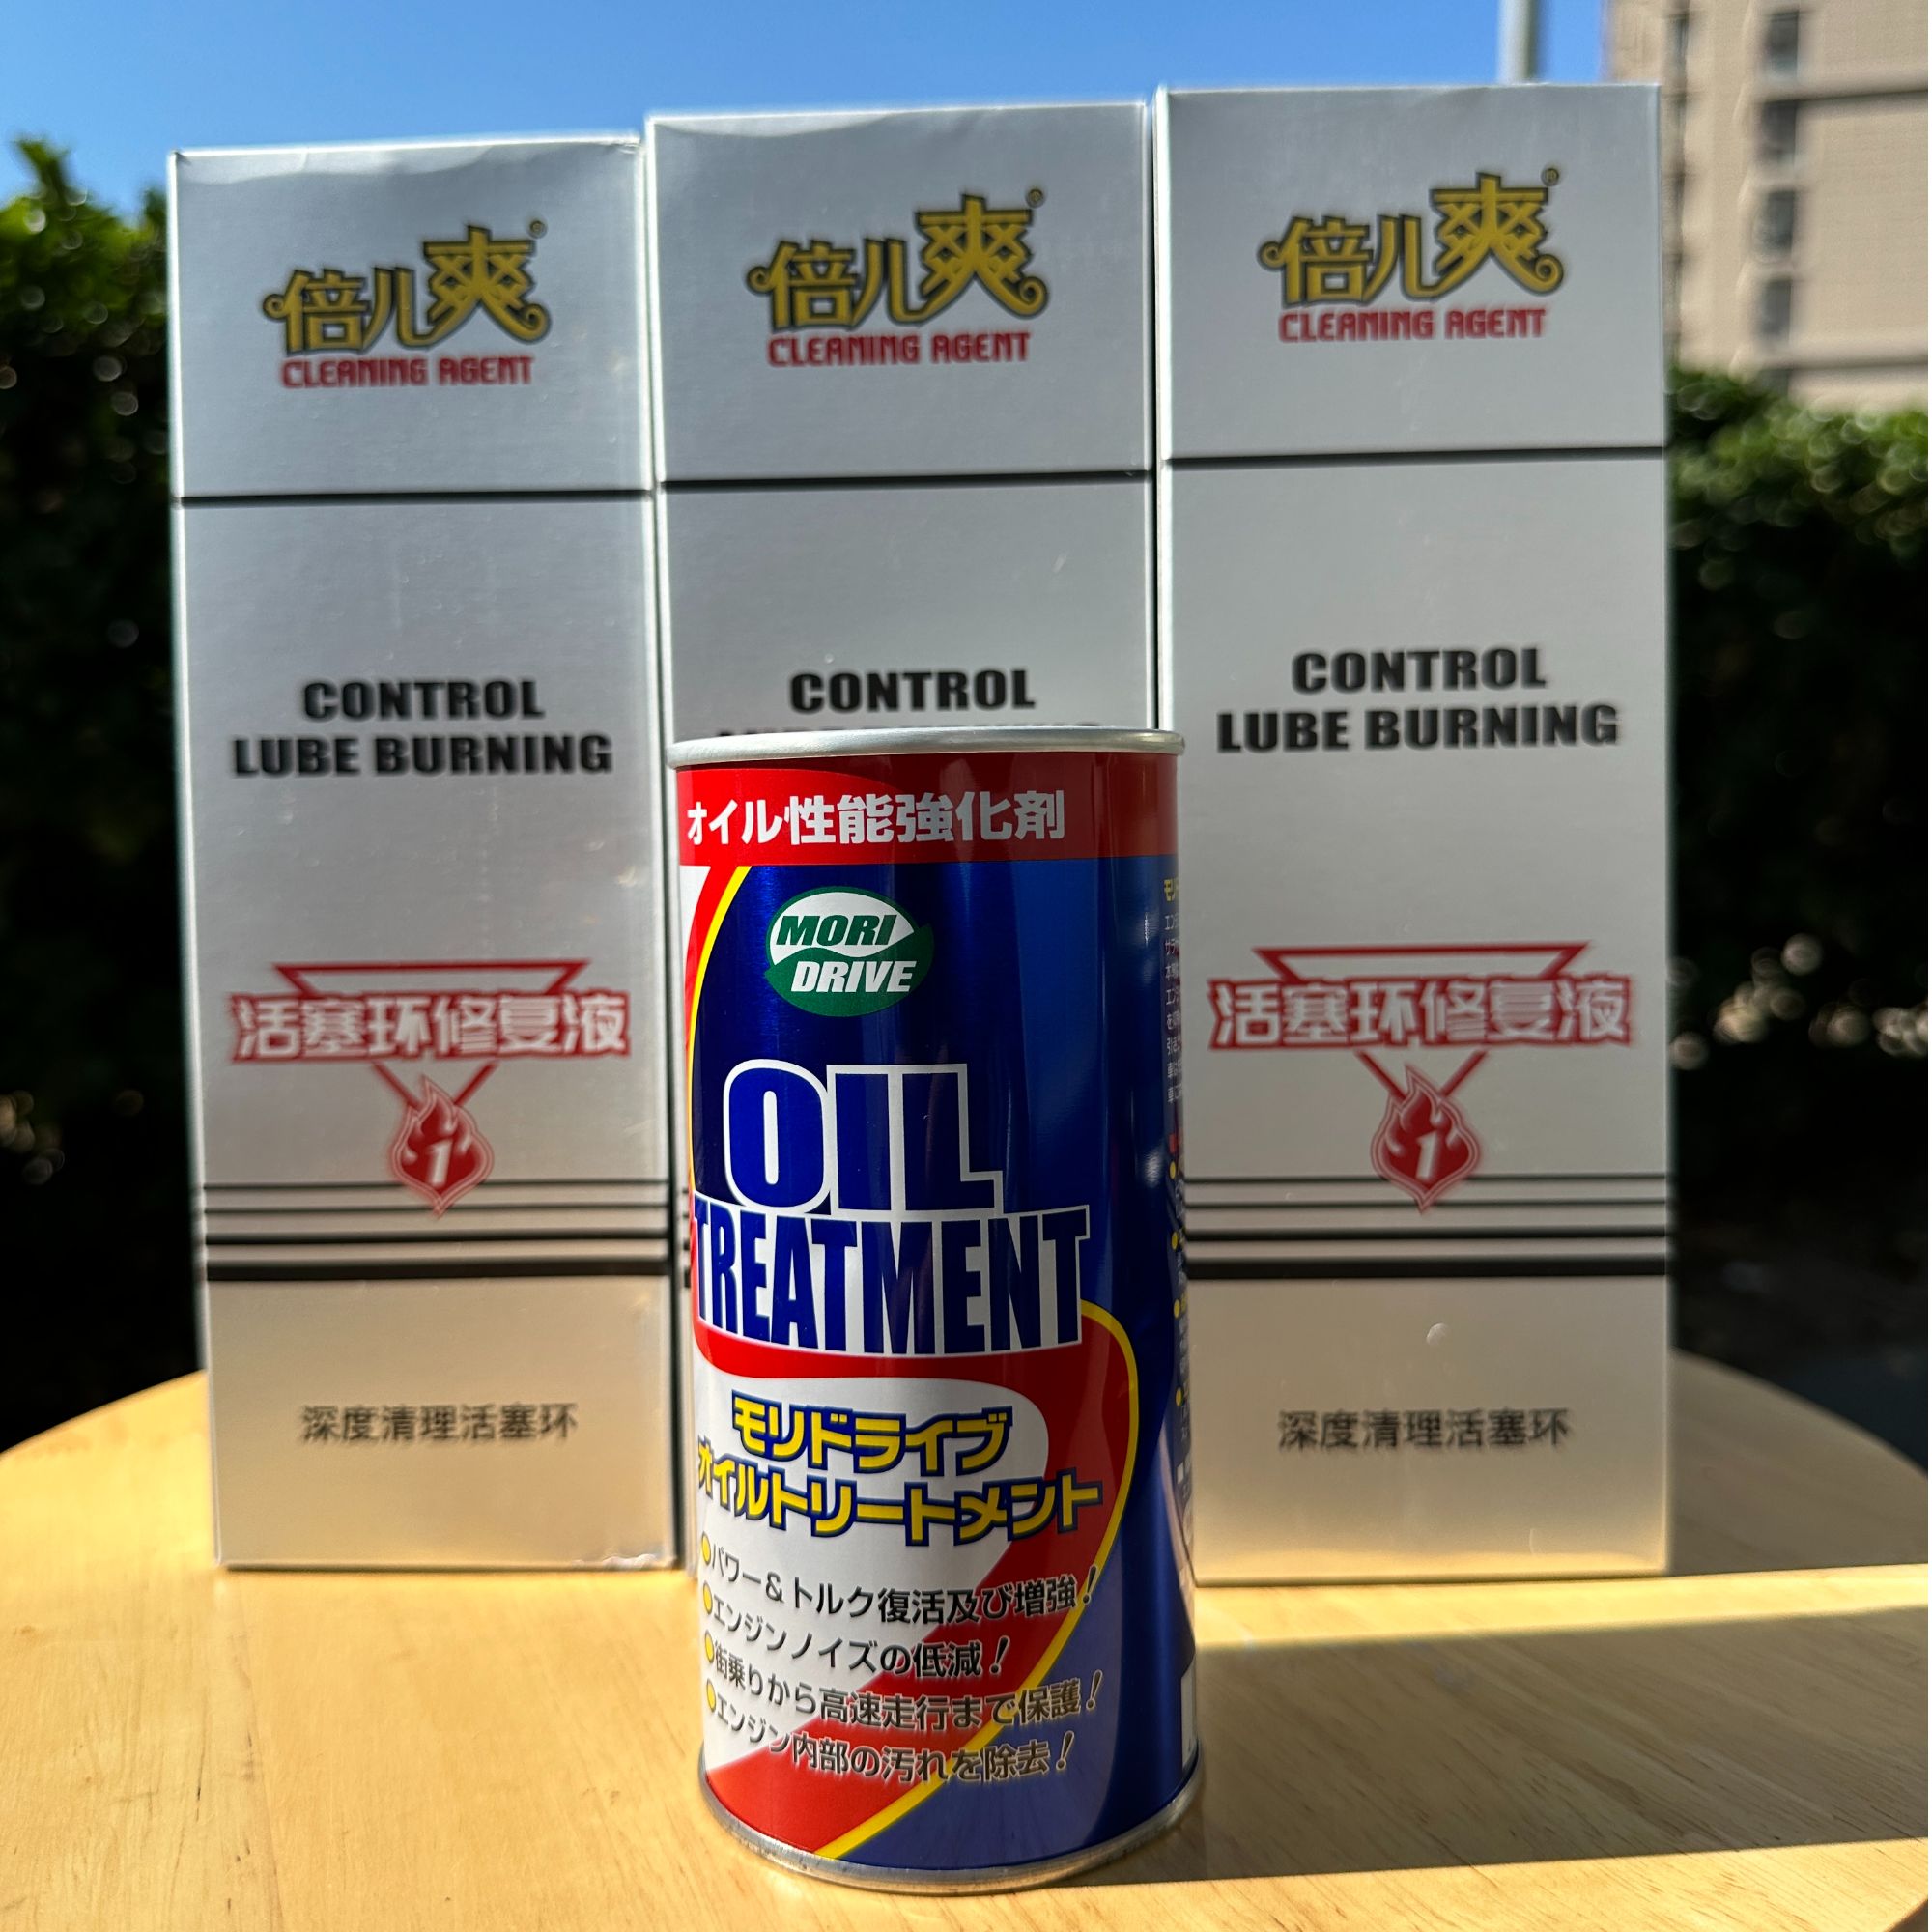 倍儿爽®
CLEANING AGENT
CONTROL
LUBE BURNING
活塞环修复液
1
深度清理活塞环
倍儿爽®
CLEANING AGENT
CONTROL
倍儿爽®
CLEANING AGENT
CONTROL
LUBE BURNING
活塞环修复液
1
深度清理活塞环
オイル性能強化剤
MORI
DRIVE
OIL
TREATMENT
モリドライブ
オイルトリートメント
●パワー&トルク復活及び増強!
●エンジンノイズの低減!
●街乗りから高速走行まで保護!
●エンジン内部の汚れを除去!